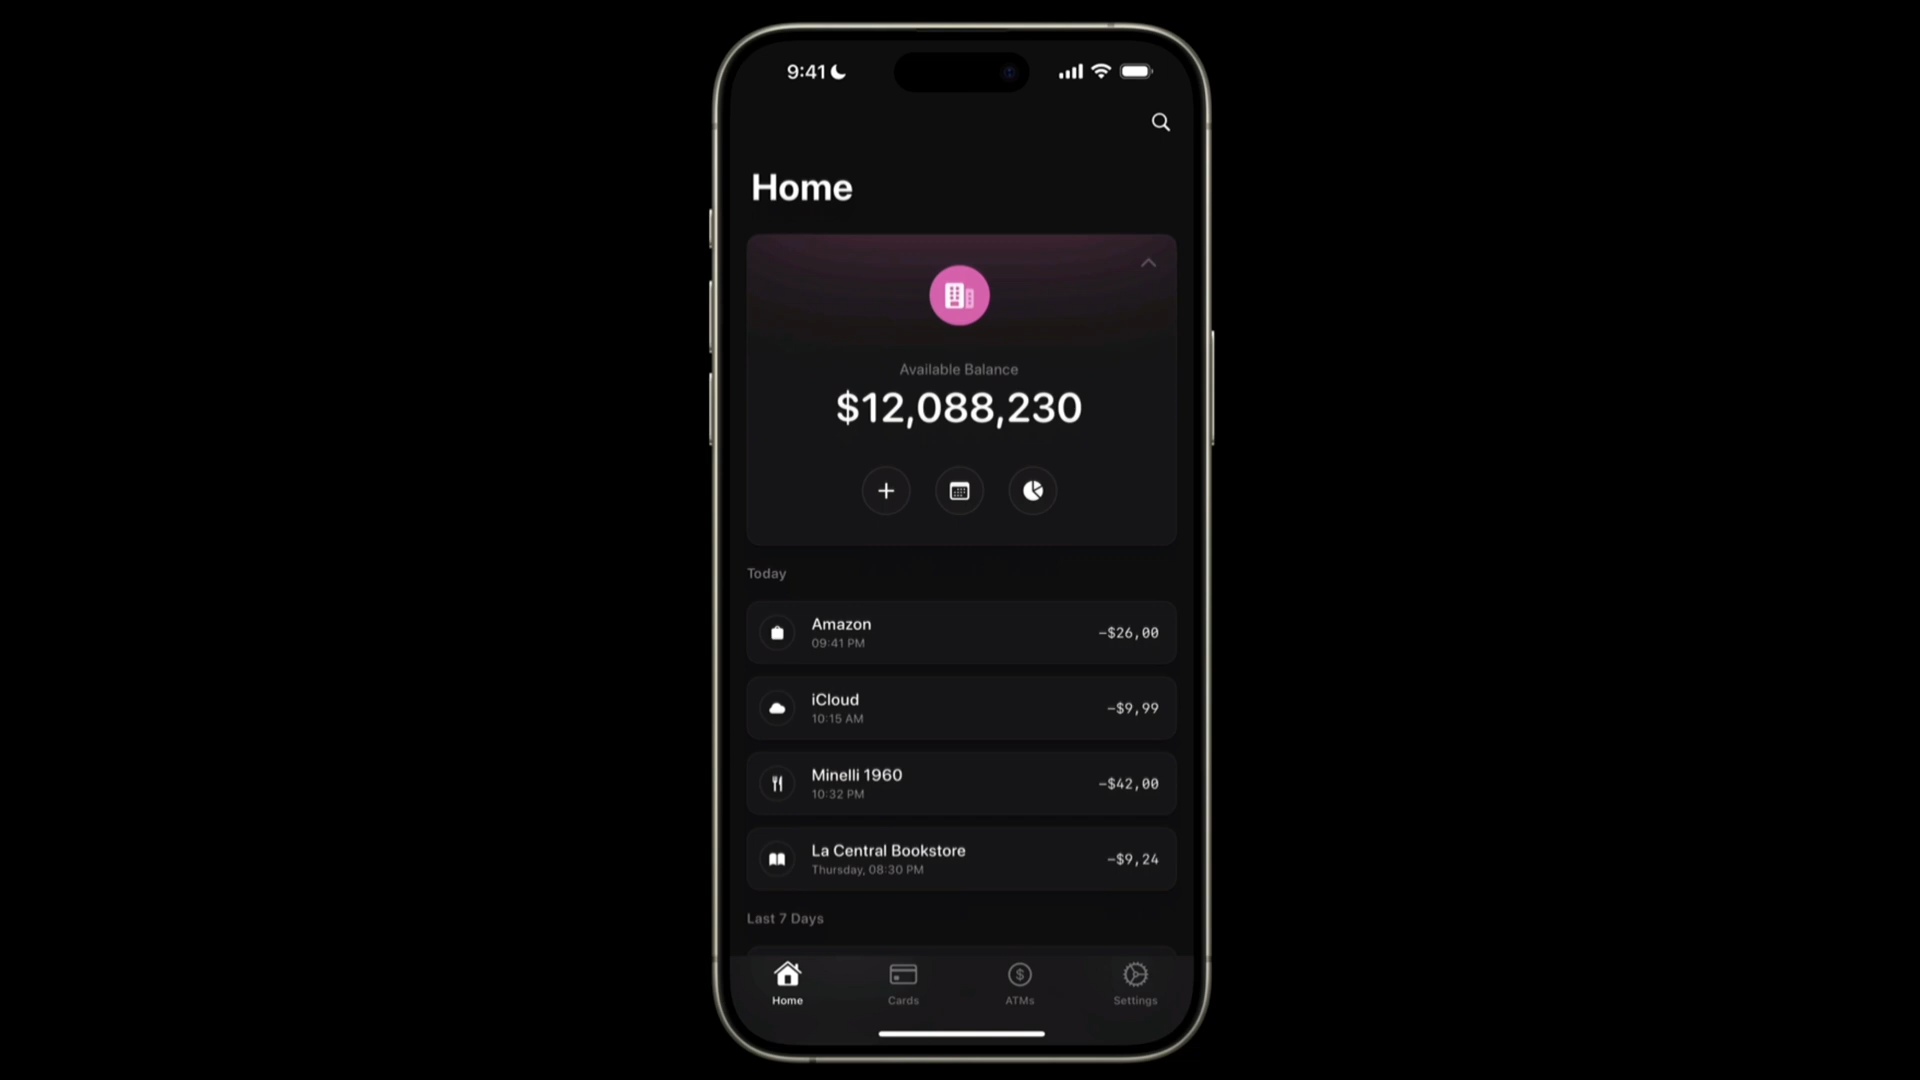 9:41
Home
Available Balance
$12,088,230
Today
Amazon
09:41 PM
−$26,00
iCloud
10:15 AM
−$9,99
Minelli 1960
10:32 PM
−$42,00
La Central Bookstore
Thursday, 08:30 PM
−$9,24
Last 7 Days
Home
Cards
ATMs
Settings